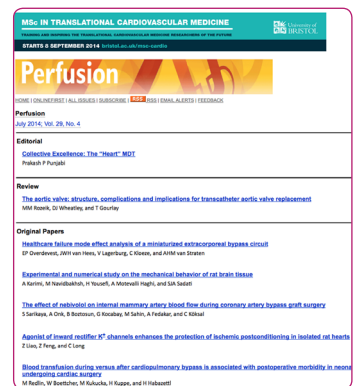 MSc IN TRANSLATIONAL CARDIOVASCULAR MEDICINE
University of
BRISTOL
TRAINING AND INSPIRING THE TRANSLATIONAL CARDIOVASCULAR MEDICINE RESEARCHERS OF THE FUTURE
STARTS 8 SEPTEMBER 2014 bristol.ac.uk/msc-cardio
Perfusion
HOME | ONLINEFIRST | ALL ISSUES | SUBSCRIBE | RSS RSS | EMAIL ALERTS | FEEDBACK
Perfusion
July 2014; Vol. 29, No. 4
Editorial
Collective Excellence: The "Heart" MDT
Prakash P Punjabi
Review
The aortic valve: structure, complications and implications for transcatheter aortic valve replacement
MM Rozeik, DJ Wheatley, and T Gourlay
Original Papers
Healthcare failure mode effect analysis of a miniaturized extracorporeal bypass circuit
EP Overdevest, JWH van Hees, V Lagerburg, C Kloeze, and AHM van Straten
Experimental and numerical study on the mechanical behavior of rat brain tissue
A Karimi, M Navidbakhsh, H Yousefi, A Motevalli Haghi, and SJA Sadati
The effect of nebivolol on internal mammary artery blood flow during coronary artery bypass graft surgery
S Sarikaya, A Onk, B Boztosun, G Kocabay, M Sahin, A Fedakar, and C Köksal
Agonist of inward rectifier K+ channels enhances the protection of ischemic postconditioning in isolated rat hearts
Z Liao, Z Feng, and C Long
Blood transfusion during versus after cardiopulmonary bypass is associated with postoperative morbidity in neona
undergoing cardiac surgery
M Redlin, W Boettcher, M Kukucka, H Kuppe, and H Habazettl